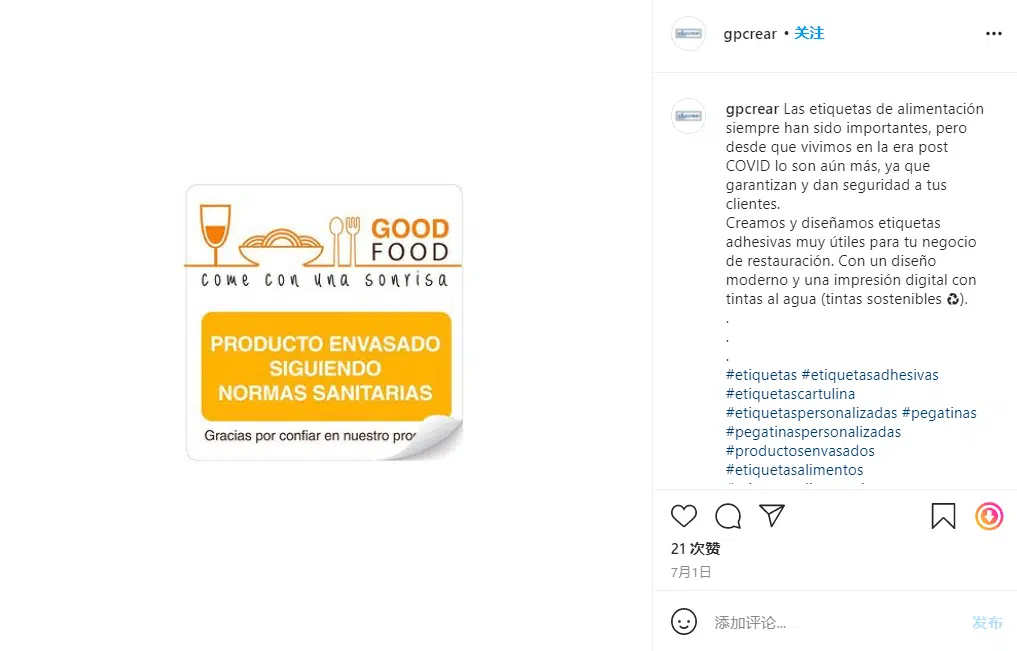 GOOD
FOOD
come con una sonrisa
PRODUCTO ENVASADO
SIGUIENDO
NORMAS SANITARIAS
Gracias por confiar en nuestro
gpcrear • 关注
gpcrear Las etiquetas de alimentación
siempre han sido importantes, pero
desde que vivimos en la era post
COVID lo son aún más, ya que
garantizan y dan seguridad a tus
clientes.
Creamos y diseñamos etiquetas
adhesivas muy útiles para tu negocio
de restauración. Con un diseño
moderno y una impresión digital con
tintas al agua (tintas sostenibles ♻).
.
.
.
#etiquetas #etiquetasadhesivas
#etiquetascartulina
#etiquetaspersonalizadas #pegatinas
#pegatinaspersonalizadas
#productosenvasados
#etiquetasalimentos
21 次赞
7月1日
添加评论...
发布